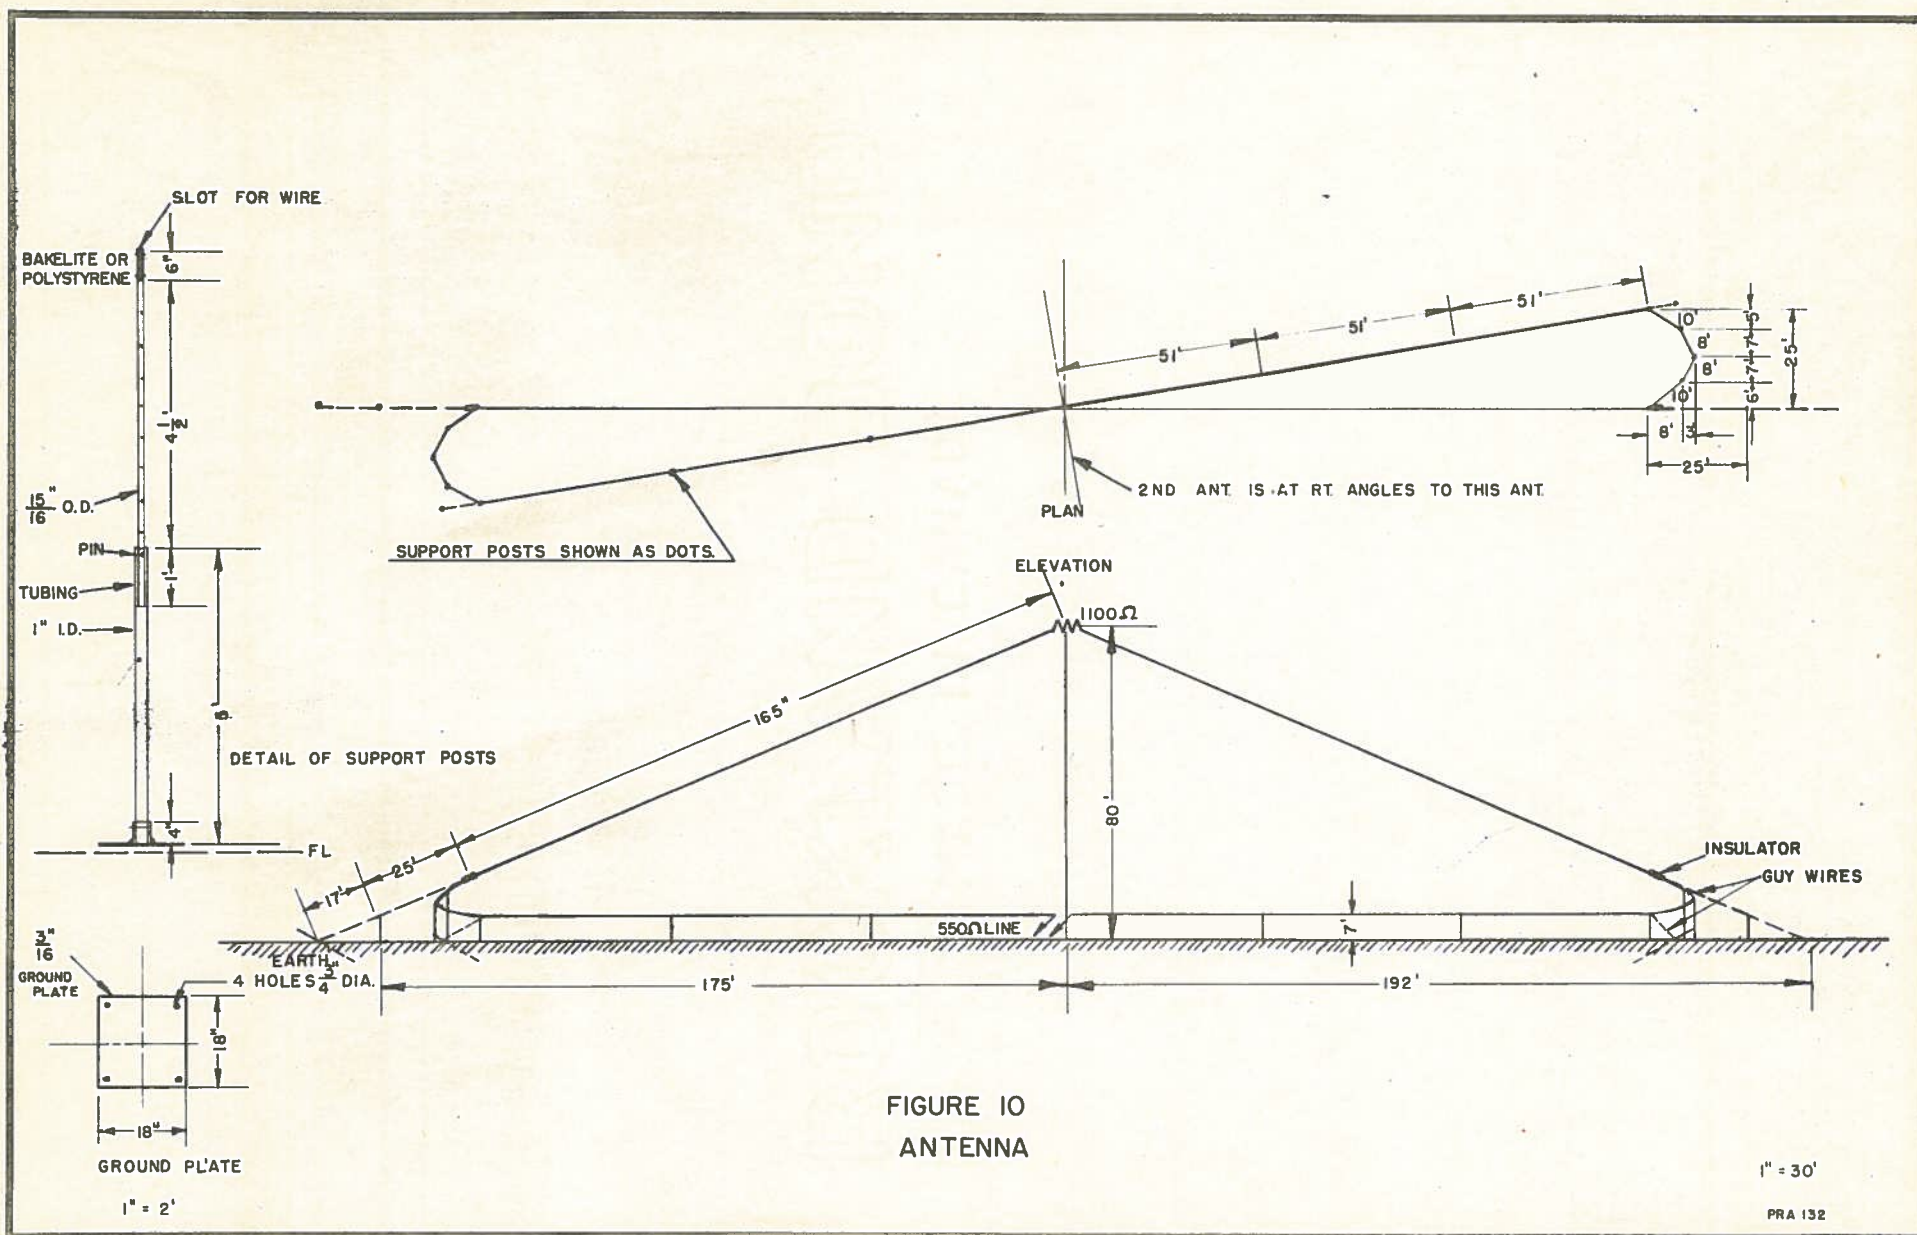 SLOT FOR WIRE
BAKELITE OR
POLYSTYRENE
6"
4 1/2'
15/16" O.D.
PIN
1'
TUBING
1" I.D.
5'
DETAIL OF SUPPORT POSTS
4"
FL
3/16"
GROUND
PLATE
4 HOLES 3/4" DIA.
18"
18"
GROUND PLATE
1" = 2'
51'
51'
51'
10'
8'
8'
10'
5'
7'
7'
6'
25'
8' 3'
25'
2ND ANT. IS AT RT. ANGLES TO THIS ANT.
PLAN
SUPPORT POSTS SHOWN AS DOTS.
ELEVATION
1100Ω
165"
80'
25'
17'
INSULATOR
GUY WIRES
550Ω LINE
7'
EARTH
175'
192'
FIGURE 10
ANTENNA
1" = 30'
PRA 132